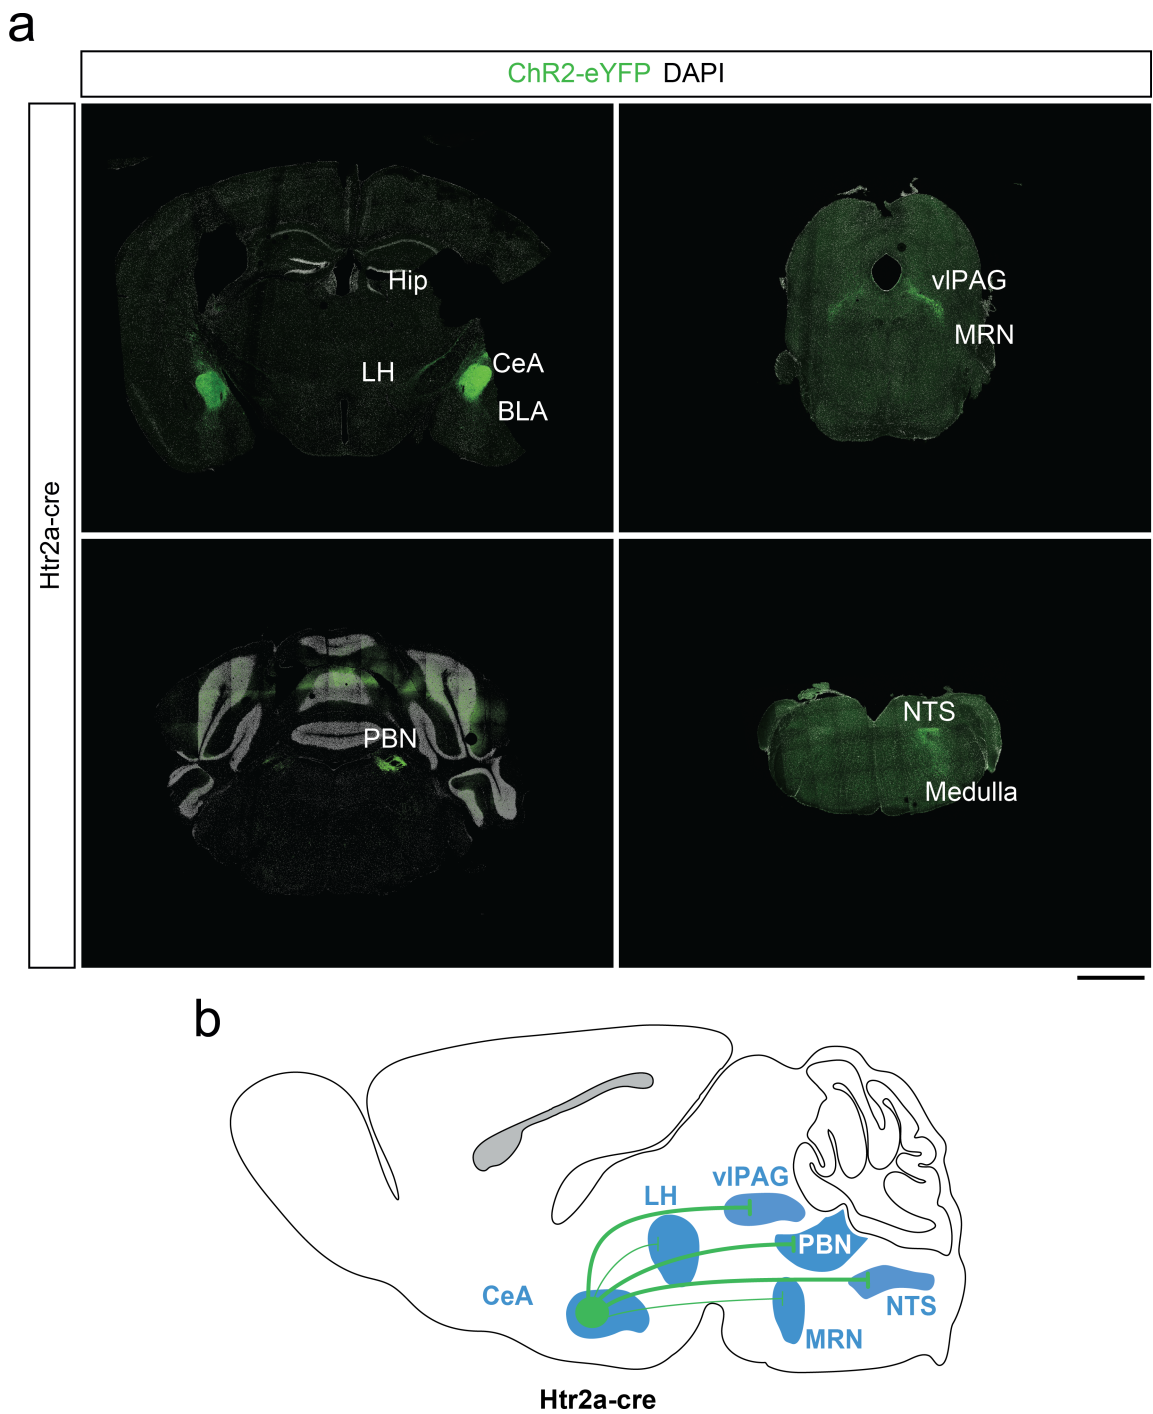 a
ChR2-eYFP DAPI
Htr2a-cre
Hip
LH
CeA
BLA
vlPAG
MRN
PBN
NTS
Medulla
b
vlPAG
LH
PBN
CeA
NTS
MRN
Htr2a-cre